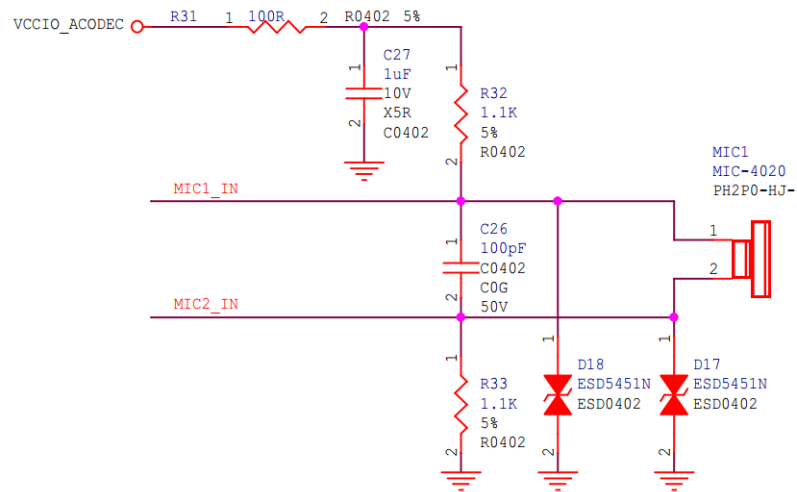 VCCIO_ACODEC
R31 1 100R 2 R0402 5%
C27
1uF
10V
X5R
C0402
1
2
R32
1.1K
5%
R0402
1
2
MIC1
MIC-4020
PH2P0-HJ-
1
2
MIC1_IN
C26
100pF
C0402
C0G
50V
1
2
MIC2_IN
R33
1.1K
5%
R0402
1
2
D18
ESD5451N
ESD0402
1
2
D17
ESD5451N
ESD0402
1
2